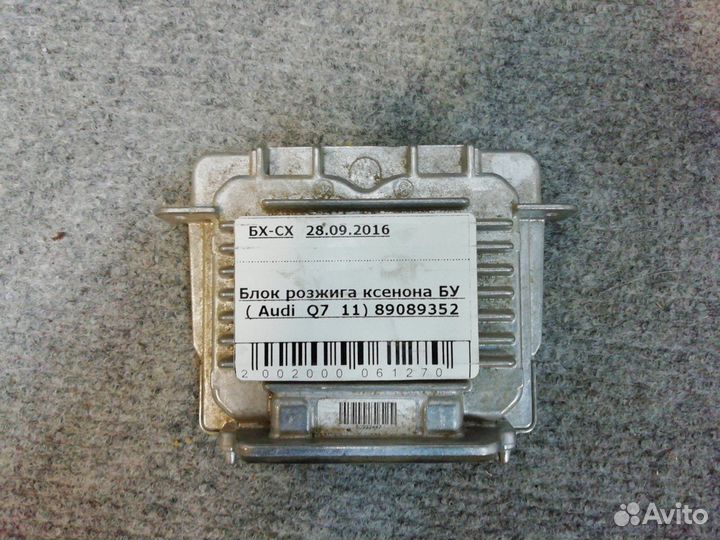 БХ-СХ 28.09.2016
Блок розжига ксенона БУ
( Audi Q7 11) 89089352
2002000061270
Avito